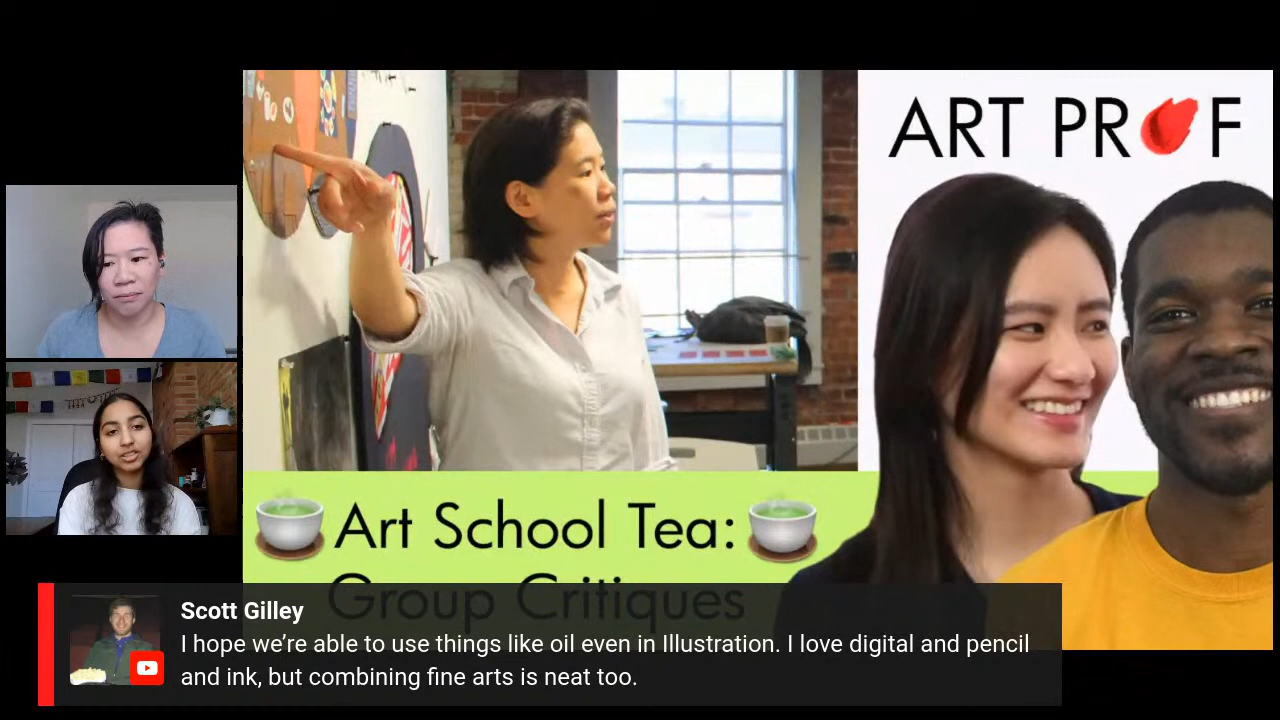 ART PROF
Art School Tea:
Group Critiques
Scott Gilley
I hope we’re able to use things like oil even in Illustration. I love digital and pencil
and ink, but combining fine arts is neat too.